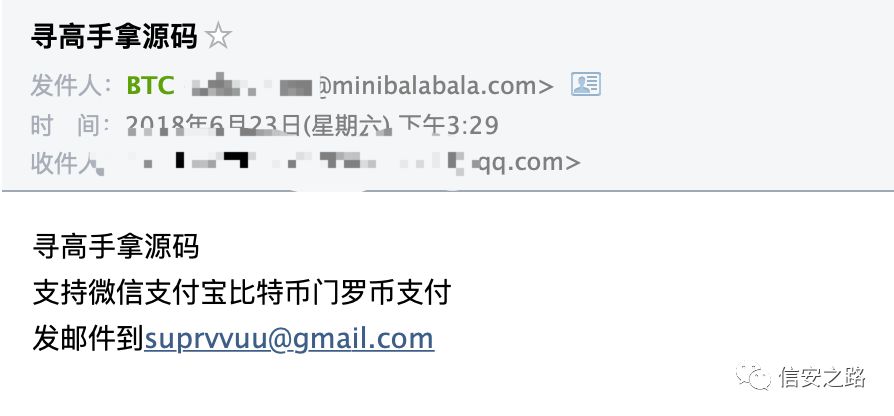 寻高手拿源码
发件人： BTC @minibalabala.com>
时 间： 2018年6月23日(星期六) 下午3:29
收件人 qq.com>
寻高手拿源码
支持微信支付宝比特币门罗币支付
发邮件到suprvvuu@gmail.com
信安之路